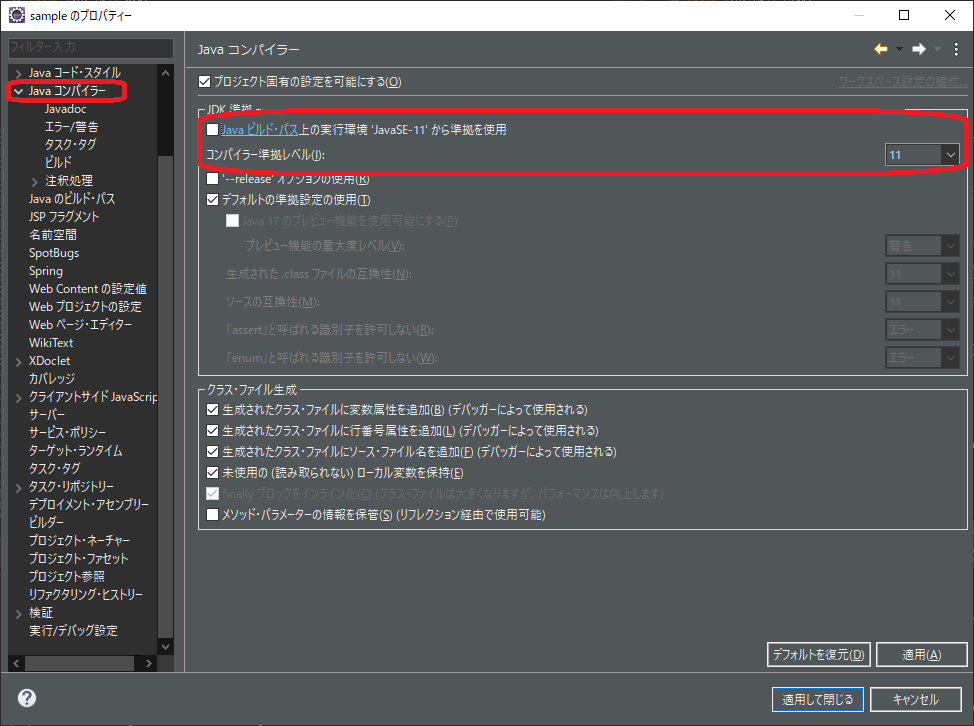 sample のプロパティー
フィルター入力
Java コード・スタイル
Java コンパイラー
Javadoc
エラー/警告
タスク・タグ
ビルド
注釈処理
Java のビルド・パス
JSP フラグメント
名前空間
SpotBugs
Spring
Web Content の設定値
Web プロジェクトの設定
Web ページ・エディター
WikiText
XDoclet
カバレッジ
クライアントサイド JavaScrip
サーバー
サービス・ポリシー
ターゲット・ランタイム
タスク・タグ
タスク・リポジトリー
デプロイメント・アセンブリー
ビルダー
プロジェクト・ネーチャー
プロジェクト・ファセット
プロジェクト参照
リファクタリング・ヒストリー
検証
実行/デバッグ設定
Java コンパイラー
プロジェクト固有の設定を可能にする(O)
ワークスペース設定の構成...
JDK 準拠
Java ビルド・パス上の実行環境 'JavaSE-11' から準拠を使用
コンパイラー準拠レベル(I): 11
'--release' オプションの使用(R)
デフォルトの準拠設定の使用(T)
Java 17 のプレビュー機能を使用可能にする(P)
プレビュー機能の重大度レベル(V): 警告
生成された .class ファイルの互換性(N): 11
ソースの互換性(M): 11
「assert」と呼ばれる識別子を許可しない(R): エラー
「enum」と呼ばれる識別子を許可しない(W): エラー
クラス・ファイル生成
生成されたクラス・ファイルに変数属性を追加(B) (デバッガーによって使用される)
生成されたクラス・ファイルに行番号属性を追加(L) (デバッガーによって使用される)
生成されたクラス・ファイルにソース・ファイル名を追加(F) (デバッガーによって使用される)
未使用の (読み取られない) ローカル変数を保持(E)
finally ブロックをインライン化(C) (クラス・ファイルは大きくなりますが、パフォーマンスは向上します)
メソッド・パラメーターの情報を保管(S) (リフレクション経由で使用可能)
デフォルトを復元(D) 適用(A)
? 適用して閉じる キャンセル